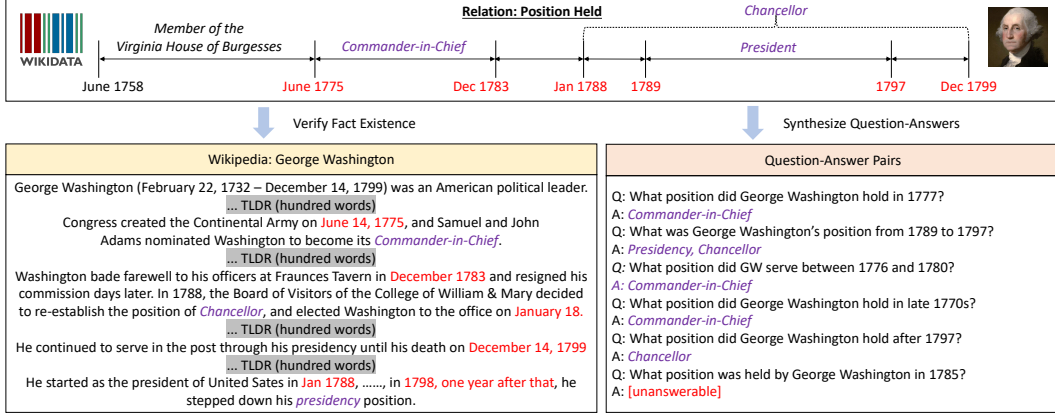 Relation: Position Held
Chancellor
Member of the
Virginia House of Burgesses
Commander-in-Chief
President
WIKIDATA
June 1758
June 1775
Dec 1783
Jan 1788
1789
1797
Dec 1799
Verify Fact Existence
Synthesize Question-Answers
Wikipedia: George Washington
George Washington (February 22, 1732 – December 14, 1799) was an American political leader.
... TLDR (hundred words)
Congress created the Continental Army on June 14, 1775, and Samuel and John
Adams nominated Washington to become its Commander-in-Chief.
... TLDR (hundred words)
Washington bade farewell to his officers at Fraunces Tavern in December 1783 and resigned his
commission days later. In 1788, the Board of Visitors of the College of William & Mary decided
to re-establish the position of Chancellor, and elected Washington to the office on January 18.
... TLDR (hundred words)
He continued to serve in the post through his presidency until his death on December 14, 1799
... TLDR (hundred words)
He started as the president of United Sates in Jan 1788, ……, in 1798, one year after that, he
stepped down his presidency position.
Question-Answer Pairs
Q: What position did George Washington hold in 1777?
A: Commander-in-Chief
Q: What was George Washington's position from 1789 to 1797?
A: Presidency, Chancellor
Q: What position did GW serve between 1776 and 1780?
A: Commander-in-Chief
Q: What position did George Washington hold in late 1770s?
A: Commander-in-Chief
Q: What position did George Washington hold after 1797?
A: Chancellor
Q: What position was held by George Washington in 1785?
A: [unanswerable]